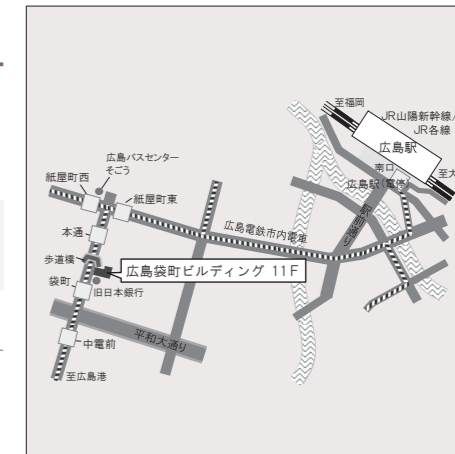 至福岡
JR山陽新幹線/
JR各線
広島駅
南口
広島駅(電停)
至大
駅前通り
広島バスセンター
そごう
紙屋町西
紙屋町東
広島電鉄市内電車
本通
歩道橋
広島袋町ビルディング 11F
袋町
旧日本銀行
平和大通り
中電前
至広島港